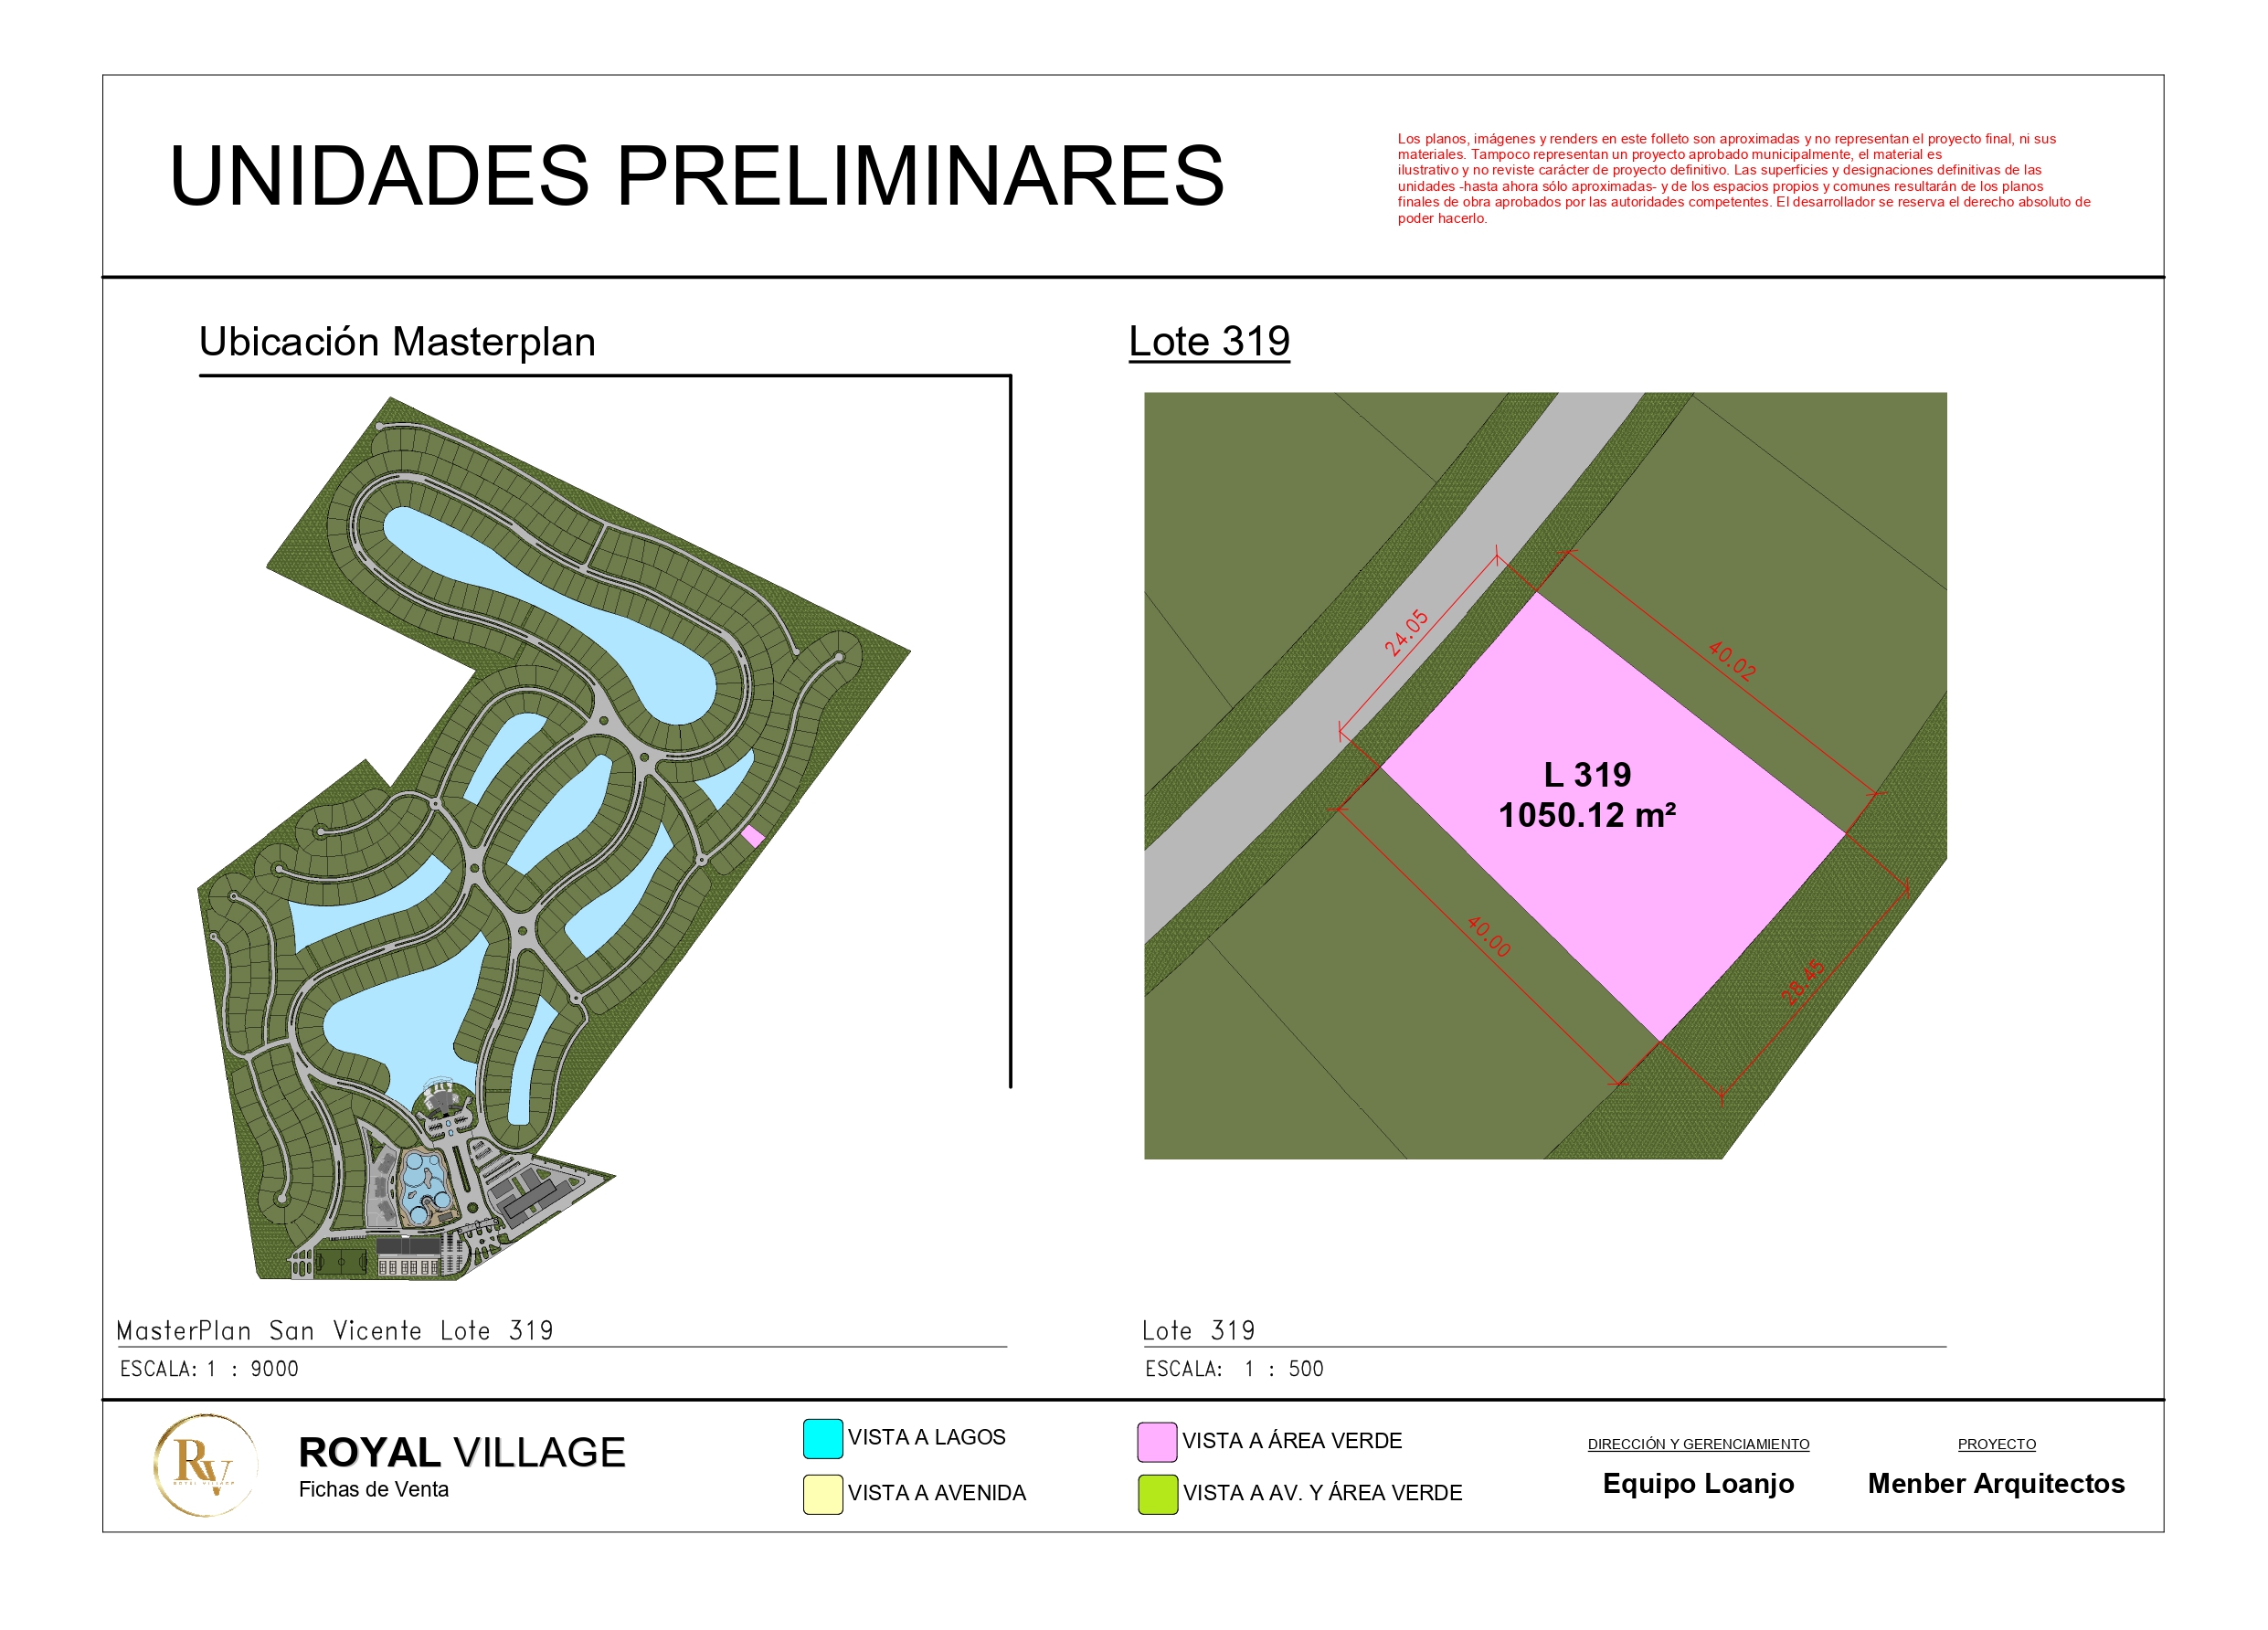 UNIDADES PRELIMINARES
Los planos, imágenes y renders en este folleto son aproximadas y no representan el proyecto final, ni sus
materiales. Tampoco representan un proyecto aprobado municipalmente, el material es
ilustrativo y no reviste carácter de proyecto definitivo. Las superficies y designaciones definitivas de las
unidades -hasta ahora sólo aproximadas- y de los espacios propios y comunes resultarán de los planos
finales de obra aprobados por las autoridades competentes. El desarrollador se reserva el derecho absoluto de
poder hacerlo.
Ubicación Masterplan
Lote 319
24.05
40.02
L 319
1050.12 m²
40.00
28.45
MasterPlan San Vicente Lote 319
ESCALA: 1 : 9000
Lote 319
ESCALA: 1 : 500
RV
ROYAL VILLAGE
ROYAL VILLAGE
Fichas de Venta
VISTA A LAGOS
VISTA A AVENIDA
VISTA A ÁREA VERDE
VISTA A AV. Y ÁREA VERDE
DIRECCIÓN Y GERENCIAMIENTO
Equipo Loanjo
PROYECTO
Menber Arquitectos